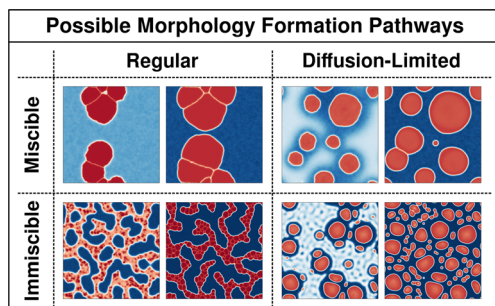 Possible Morphology Formation Pathways
Regular
Diffusion-Limited
Miscible
Immiscible